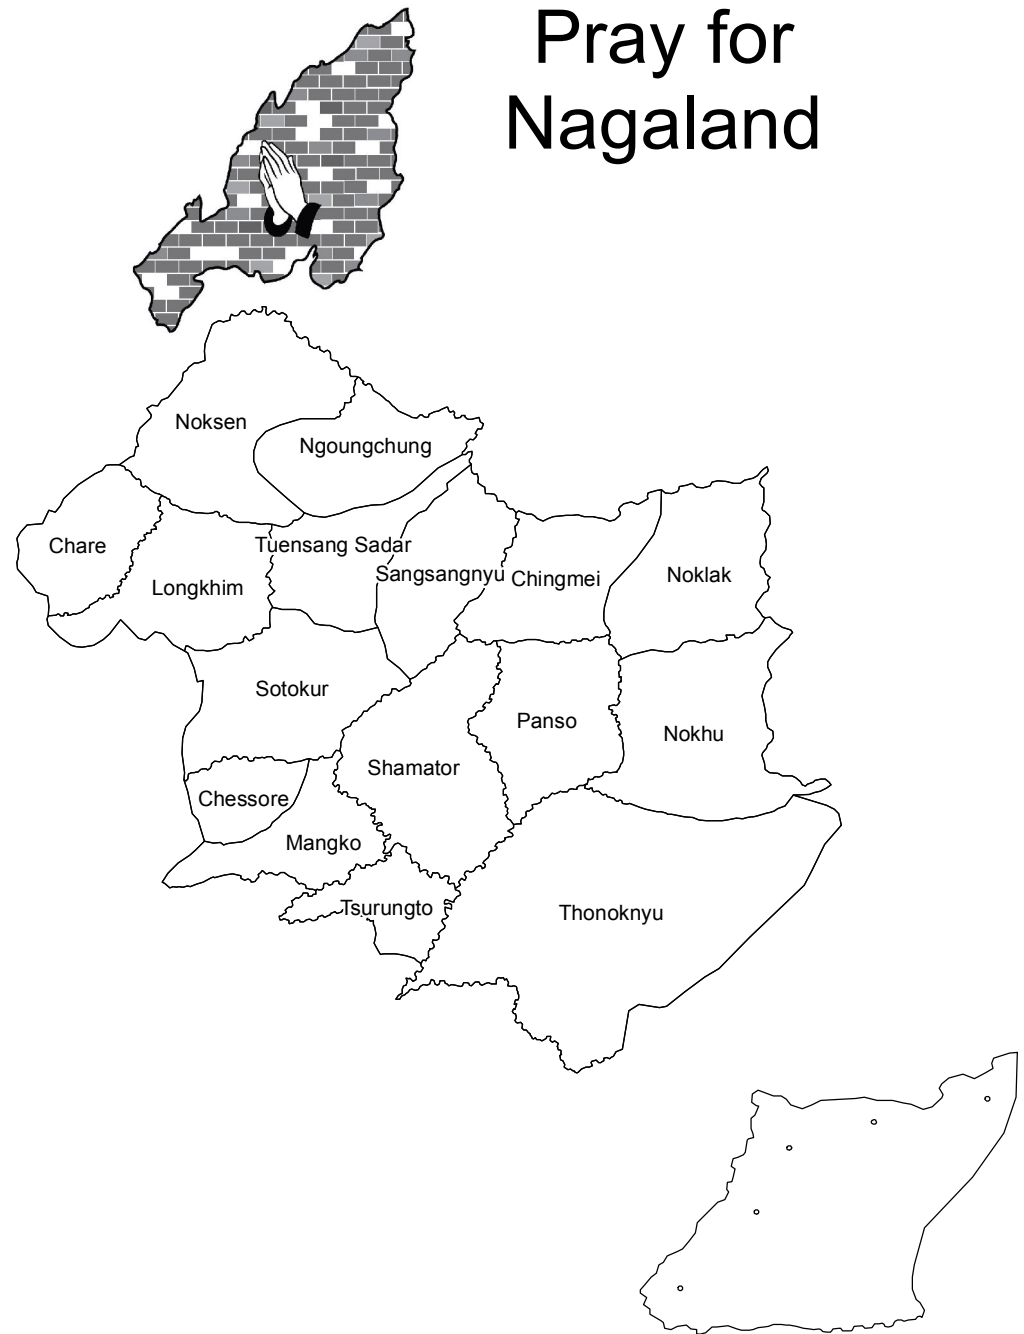 Pray for
Nagaland
Noksen
Ngoungchung
Chare
Tuensang Sadar
Longkhim
Sangsangnyu
Chingmei
Noklak
Sotokur
Panso
Nokhu
Shamator
Chessore
Mangko
Tsurungto
Thonoknyu